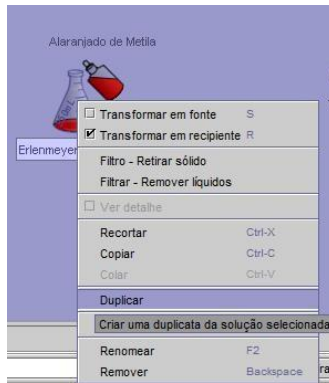 Alaranjado de Metila
Erlenmeyer
Transformar em fonte S
Transformar em recipiente R
Filtro - Retirar sólido
Filtrar - Remover líquidos
Ver detalhe
Recortar Ctrl-X
Copiar Ctrl-C
Colar Ctrl-V
Duplicar
Criar uma duplicata da solução selecionada
Renomear F2
Remover Backspace